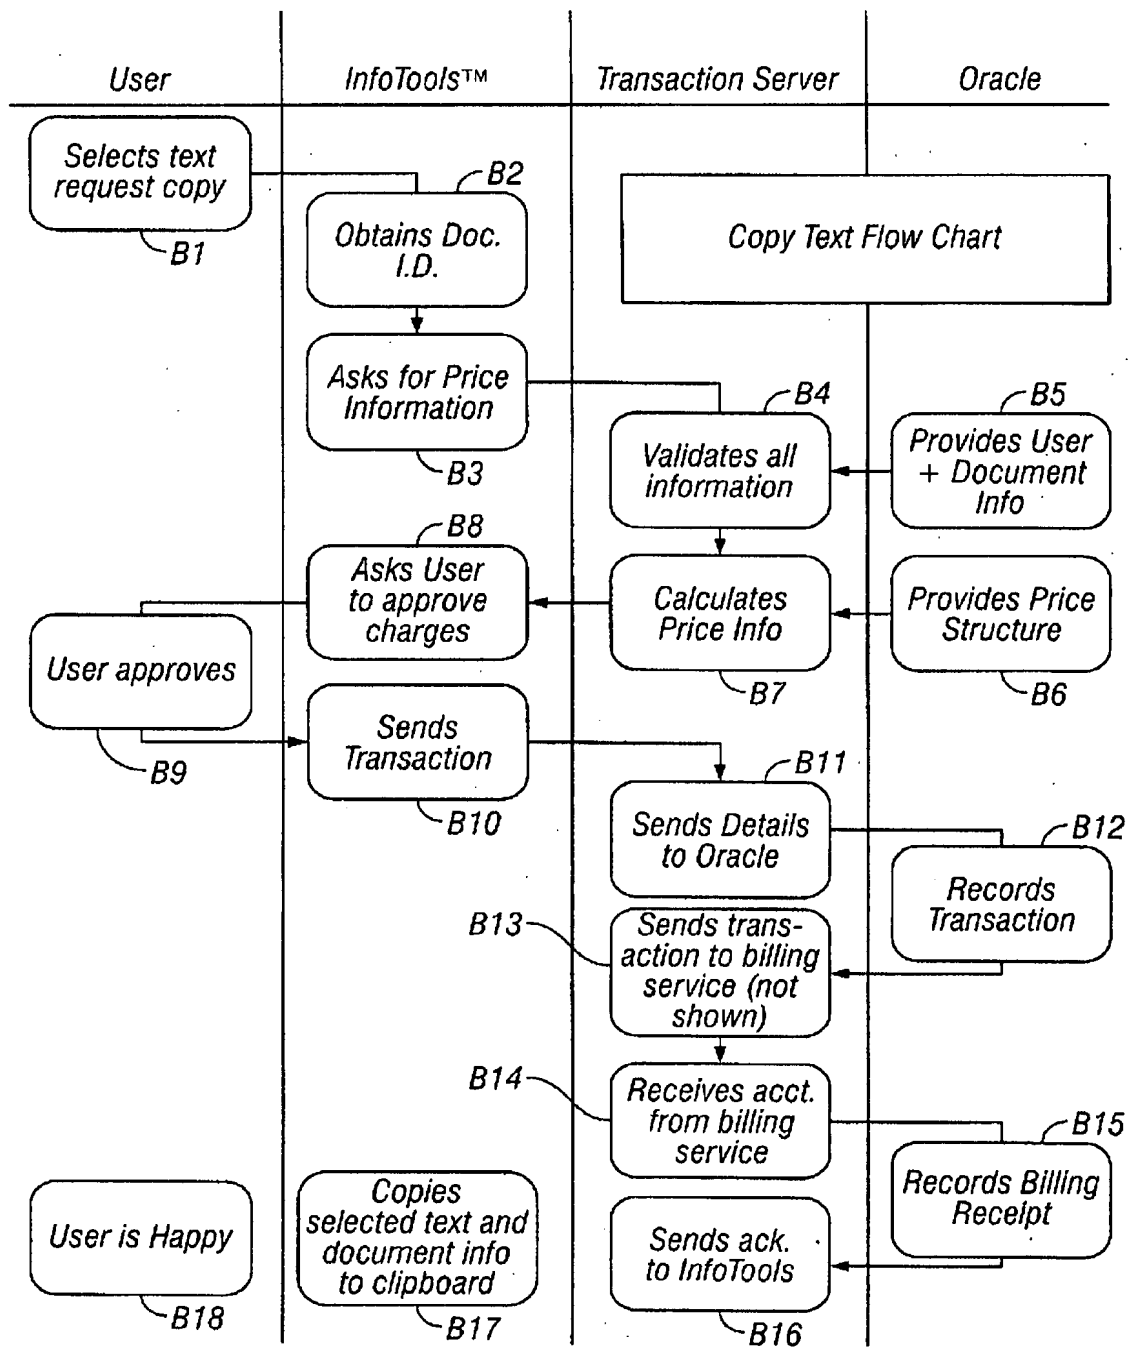 User
InfoTools™
Transaction Server
Oracle
Selects text
request copy
B1
B2
Obtains Doc.
I.D.
Copy Text Flow Chart
Asks for Price
Information
B3
B4
Validates all
information
B5
Provides User
+ Document
Info
B8
Asks User
to approve
charges
Calculates
Price Info
B7
Provides Price
Structure
B6
User approves
B9
Sends
Transaction
B10
B11
Sends Details
to Oracle
B12
Records
Transaction
B13
Sends trans-
action to billing
service (not
shown)
B14
Receives acct.
from billing
service
B15
Records Billing
Receipt
Sends ack.
to InfoTools
B16
Copies
selected text and
document info
to clipboard
B17
User is Happy
B18